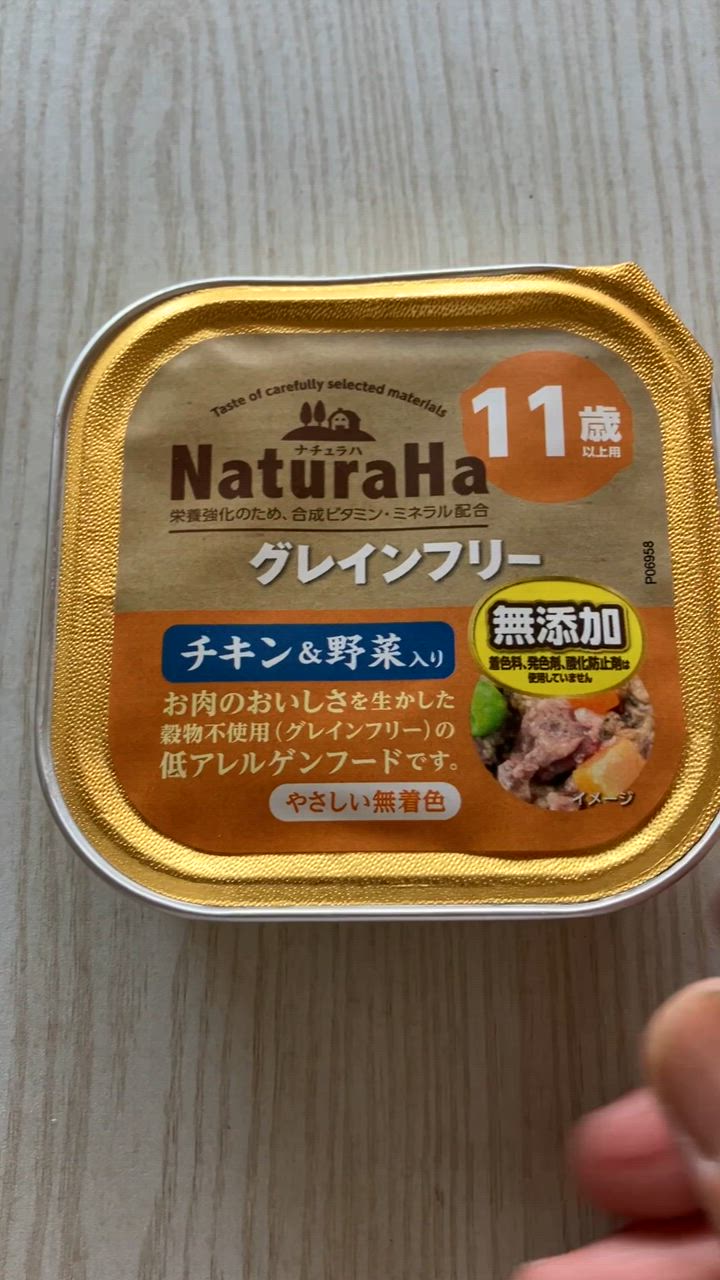 Taste of carefully selected materials
11歳
以上用
ナチュラハ
NaturaHa
栄養強化のため、合成ビタミン・ミネラル配合
グレインフリー
P06958
無添加
着色料、発色剤、酸化防止剤は
使用していません
チキン&野菜入り
お肉のおいしさを生かした
穀物不使用(グレインフリー)の
低アレルゲンフードです。
やさしい無着色
イメージ